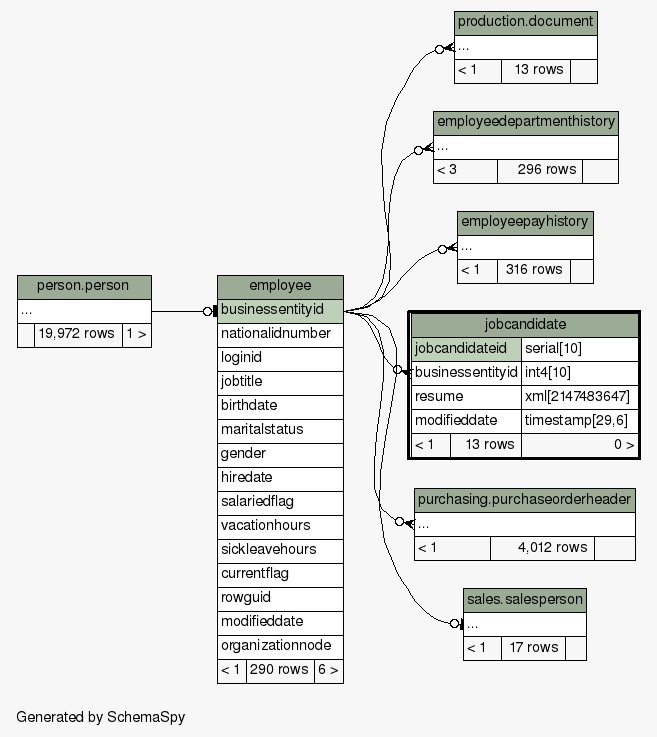 production.document
...
< 1 13 rows
employeedepartmenthistory
...
< 3 296 rows
employeepayhistory
...
< 1 316 rows
person.person
...
19,972 rows 1 >
employee
businessentityid
nationalidnumber
loginid
jobtitle
birthdate
maritalstatus
gender
hiredate
salariedflag
vacationhours
sickleavehours
currentflag
rowguid
modifieddate
organizationnode
< 1 290 rows 6 >
jobcandidate
jobcandidateid serial[10]
businessentityid int4[10]
resume xml[2147483647]
modifieddate timestamp[29,6]
< 1 13 rows 0 >
purchasing.purchaseorderheader
...
< 1 4,012 rows
sales.salesperson
...
< 1 17 rows
Generated by SchemaSpy